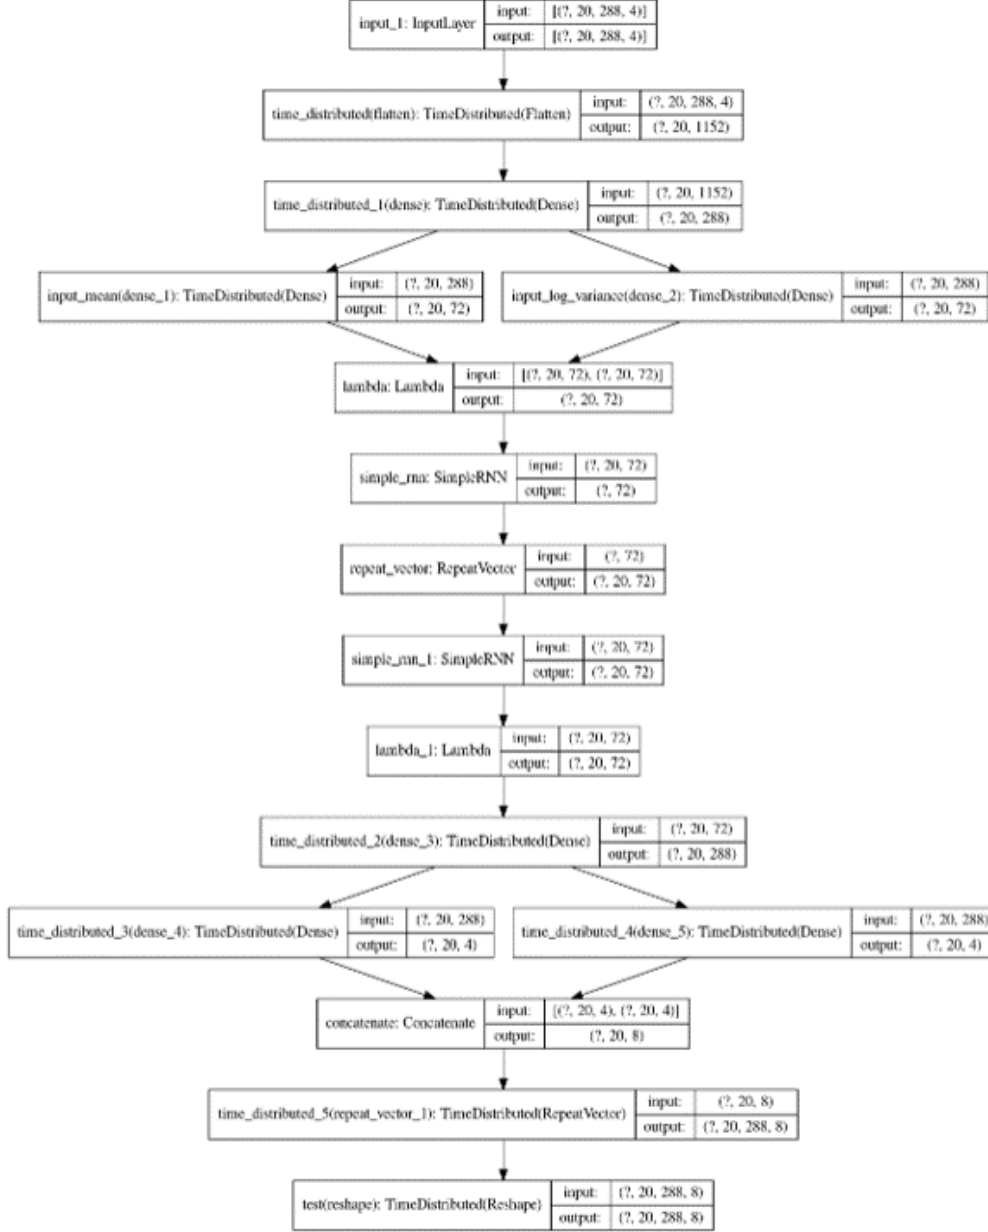 input_1: InputLayer input: [(?, 20, 288, 4)]
output: [(?, 20, 288, 4)]
time_distributed(flatten): TimeDistributed(Flatten) input: (?, 20, 288, 4)
output: (?, 20, 1152)
time_distributed_1(dense): TimeDistributed(Dense) input: (?, 20, 1152)
output: (?, 20, 288)
input_mean(dense_1): TimeDistributed(Dense) input: (?, 20, 288)
output: (?, 20, 72)
input_log_variance(dense_2): TimeDistributed(Dense) input: (?, 20, 288)
output: (?, 20, 72)
lambda: Lambda input: [(?, 20, 72), (?, 20, 72)]
output: (?, 20, 72)
simple_rnn: SimpleRNN input: (?, 20, 72)
output: (?, 72)
repeat_vector: RepeatVector input: (?, 72)
output: (?, 20, 72)
simple_rnn_1: SimpleRNN input: (?, 20, 72)
output: (?, 20, 72)
lambda_1: Lambda input: (?, 20, 72)
output: (?, 20, 72)
time_distributed_2(dense_3): TimeDistributed(Dense) input: (?, 20, 72)
output: (?, 20, 288)
time_distributed_3(dense_4): TimeDistributed(Dense) input: (?, 20, 288)
output: (?, 20, 4)
time_distributed_4(dense_5): TimeDistributed(Dense) input: (?, 20, 288)
output: (?, 20, 4)
concatenate: Concatenate input: [(?, 20, 4), (?, 20, 4)]
output: (?, 20, 8)
time_distributed_5(repeat_vector_1): TimeDistributed(RepeatVector) input: (?, 20, 8)
output: (?, 20, 288, 8)
test(reshape): TimeDistributed(Reshape) input: (?, 20, 288, 8)
output: (?, 20, 288, 8)